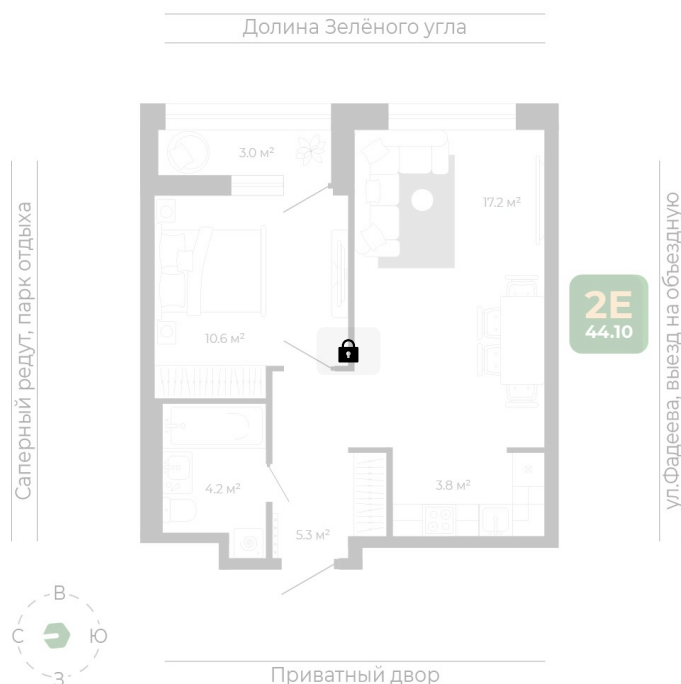 Долина Зелёного угла
3.0 м²
17.2 м²
Саперный редут, парк отдыха
ул.Фадеева, выезд на объездную
2Е
44.10
10.6 м²
4.2 м²
3.8 м²
5.3 м²
В
С
Ю
З
Приватный двор